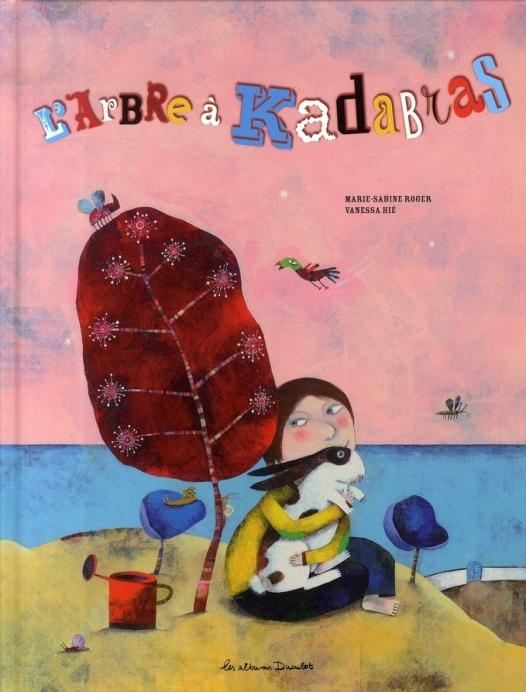 L'ARBRE à KadABrAS
MARIE-SABINE ROGER
VANESSA HIÉ
les albums Duculot